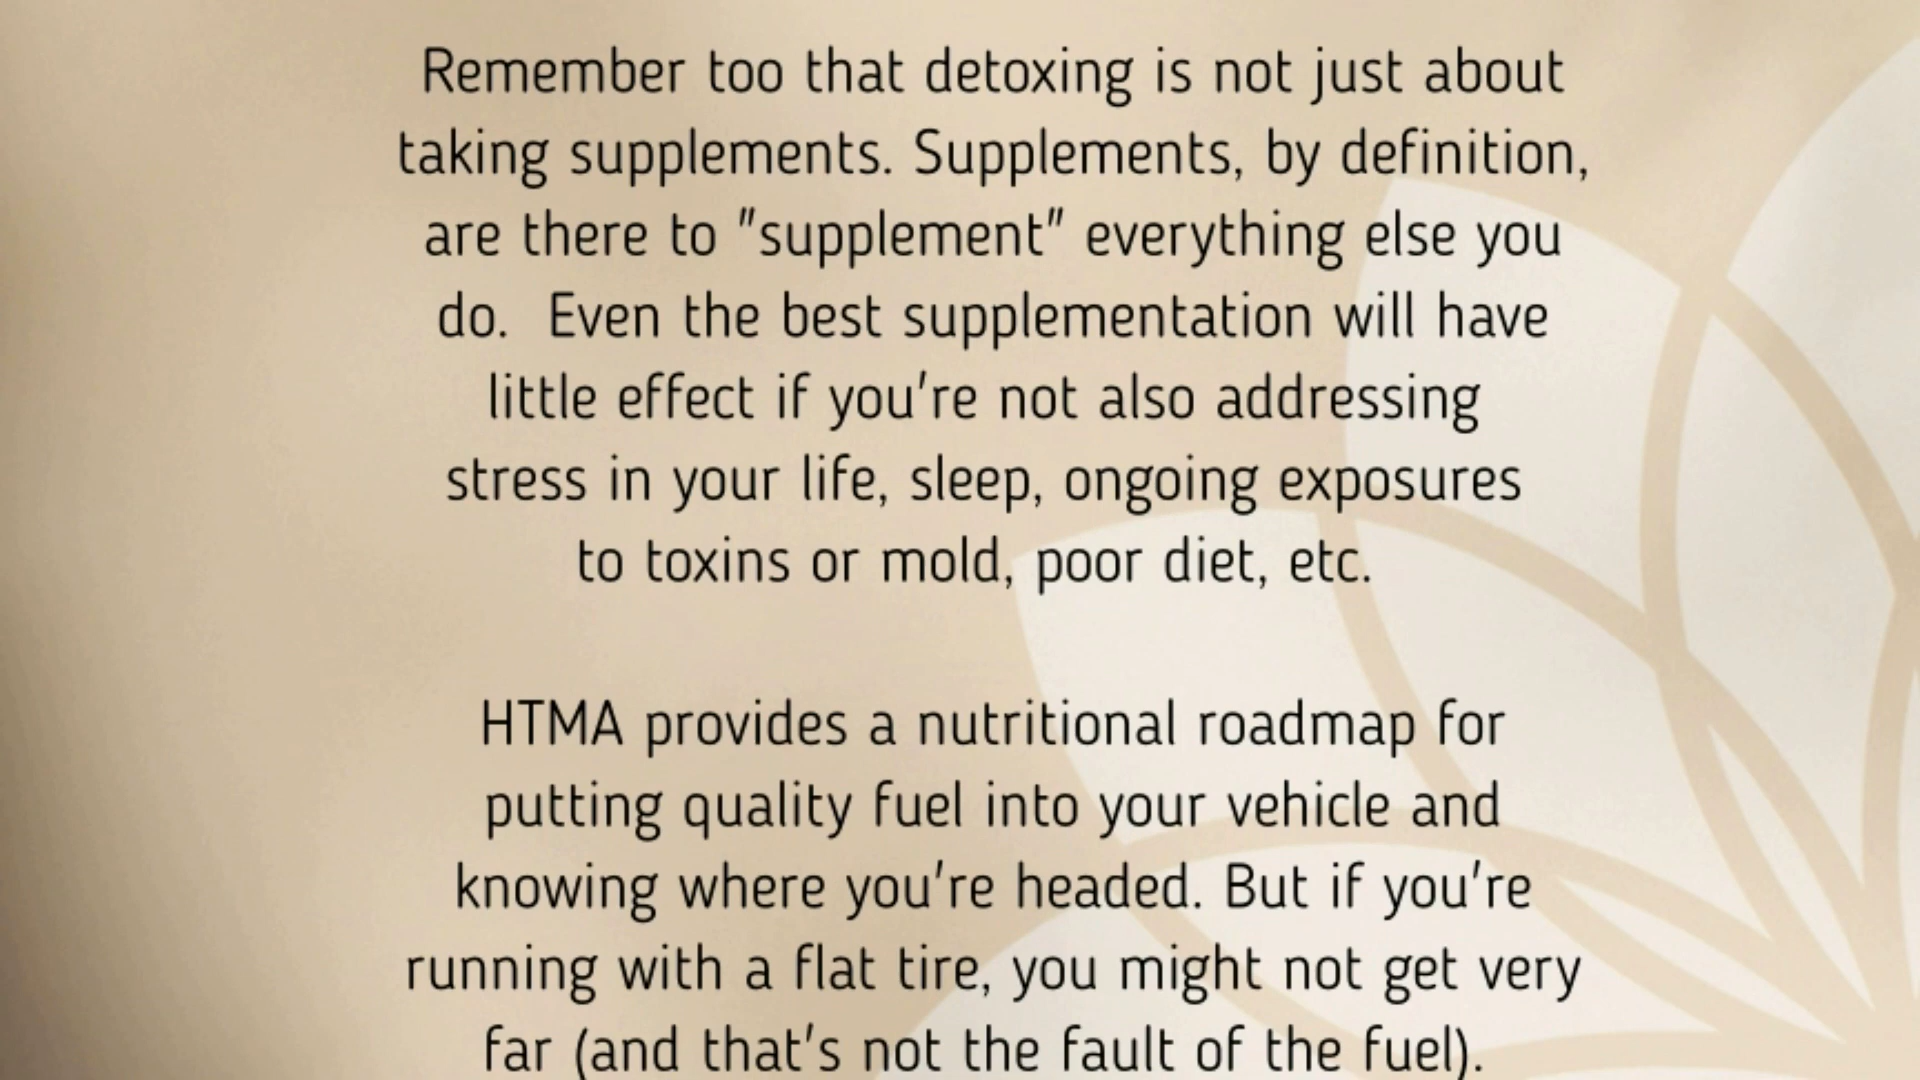 Remember too that detoxing is not just about
taking supplements. Supplements, by definition,
are there to "supplement" everything else you
do.  Even the best supplementation will have
little effect if you're not also addressing
stress in your life, sleep, ongoing exposures
to toxins or mold, poor diet, etc.
HTMA provides a nutritional roadmap for
putting quality fuel into your vehicle and
knowing where you're headed. But if you're
running with a flat tire, you might not get very
far (and that's not the fault of the fuel).